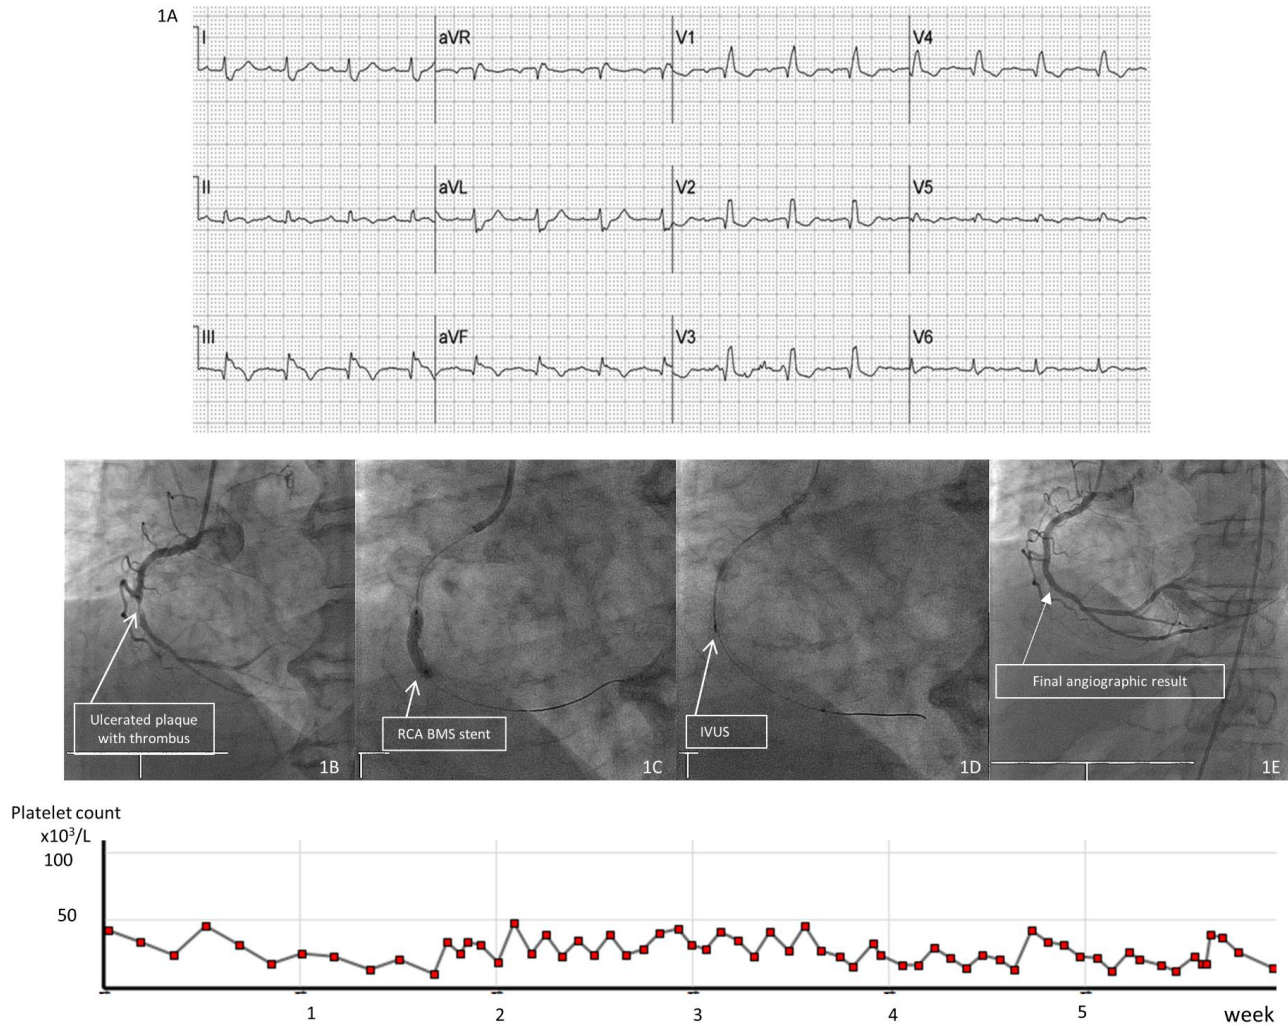 1A
I
aVR
V1
V4
II
aVL
V2
V5
III
aVF
V3
V6
Ulcerated plaque
with thrombus
1B
RCA BMS stent
1C
IVUS
1D
Final angiographic result
1E
Platelet count
x10³/L
100
50
1 2 3 4 5 week